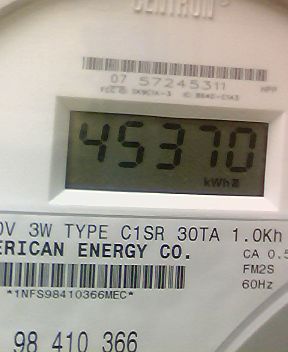 CENTRON®
07 57245311
45370
kWh
0V 3W TYPE C1SR 30TA 1.0Kh
ERICAN ENERGY CO.
CA 0.5
FM2S
60Hz
*1NFS98410366MEC*
98 410 366